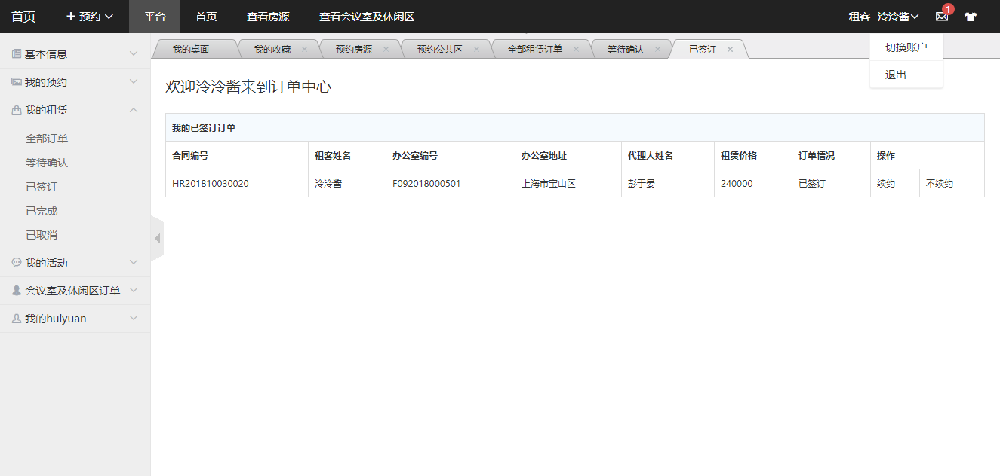 首页 预约 平台 首页 查看房源 查看会议室及休闲区 租客 泠泠酱 1
切换账户
退出
基本信息
我的预约
我的租赁
全部订单
等待确认
已签订
已完成
已取消
我的活动
会议室及休闲区订单
我的huiyuan
我的桌面 我的收藏 预约房源 预约公共区 全部租赁订单 等待确认 已签订
欢迎泠泠酱来到订单中心
我的已签订订单
合同编号 租客姓名 办公室编号 办公室地址 代理人姓名 租赁价格 订单情况 操作
HR201810030020 泠泠酱 F092018000501 上海市宝山区 彭于晏 240000 已签订 续约 不续约